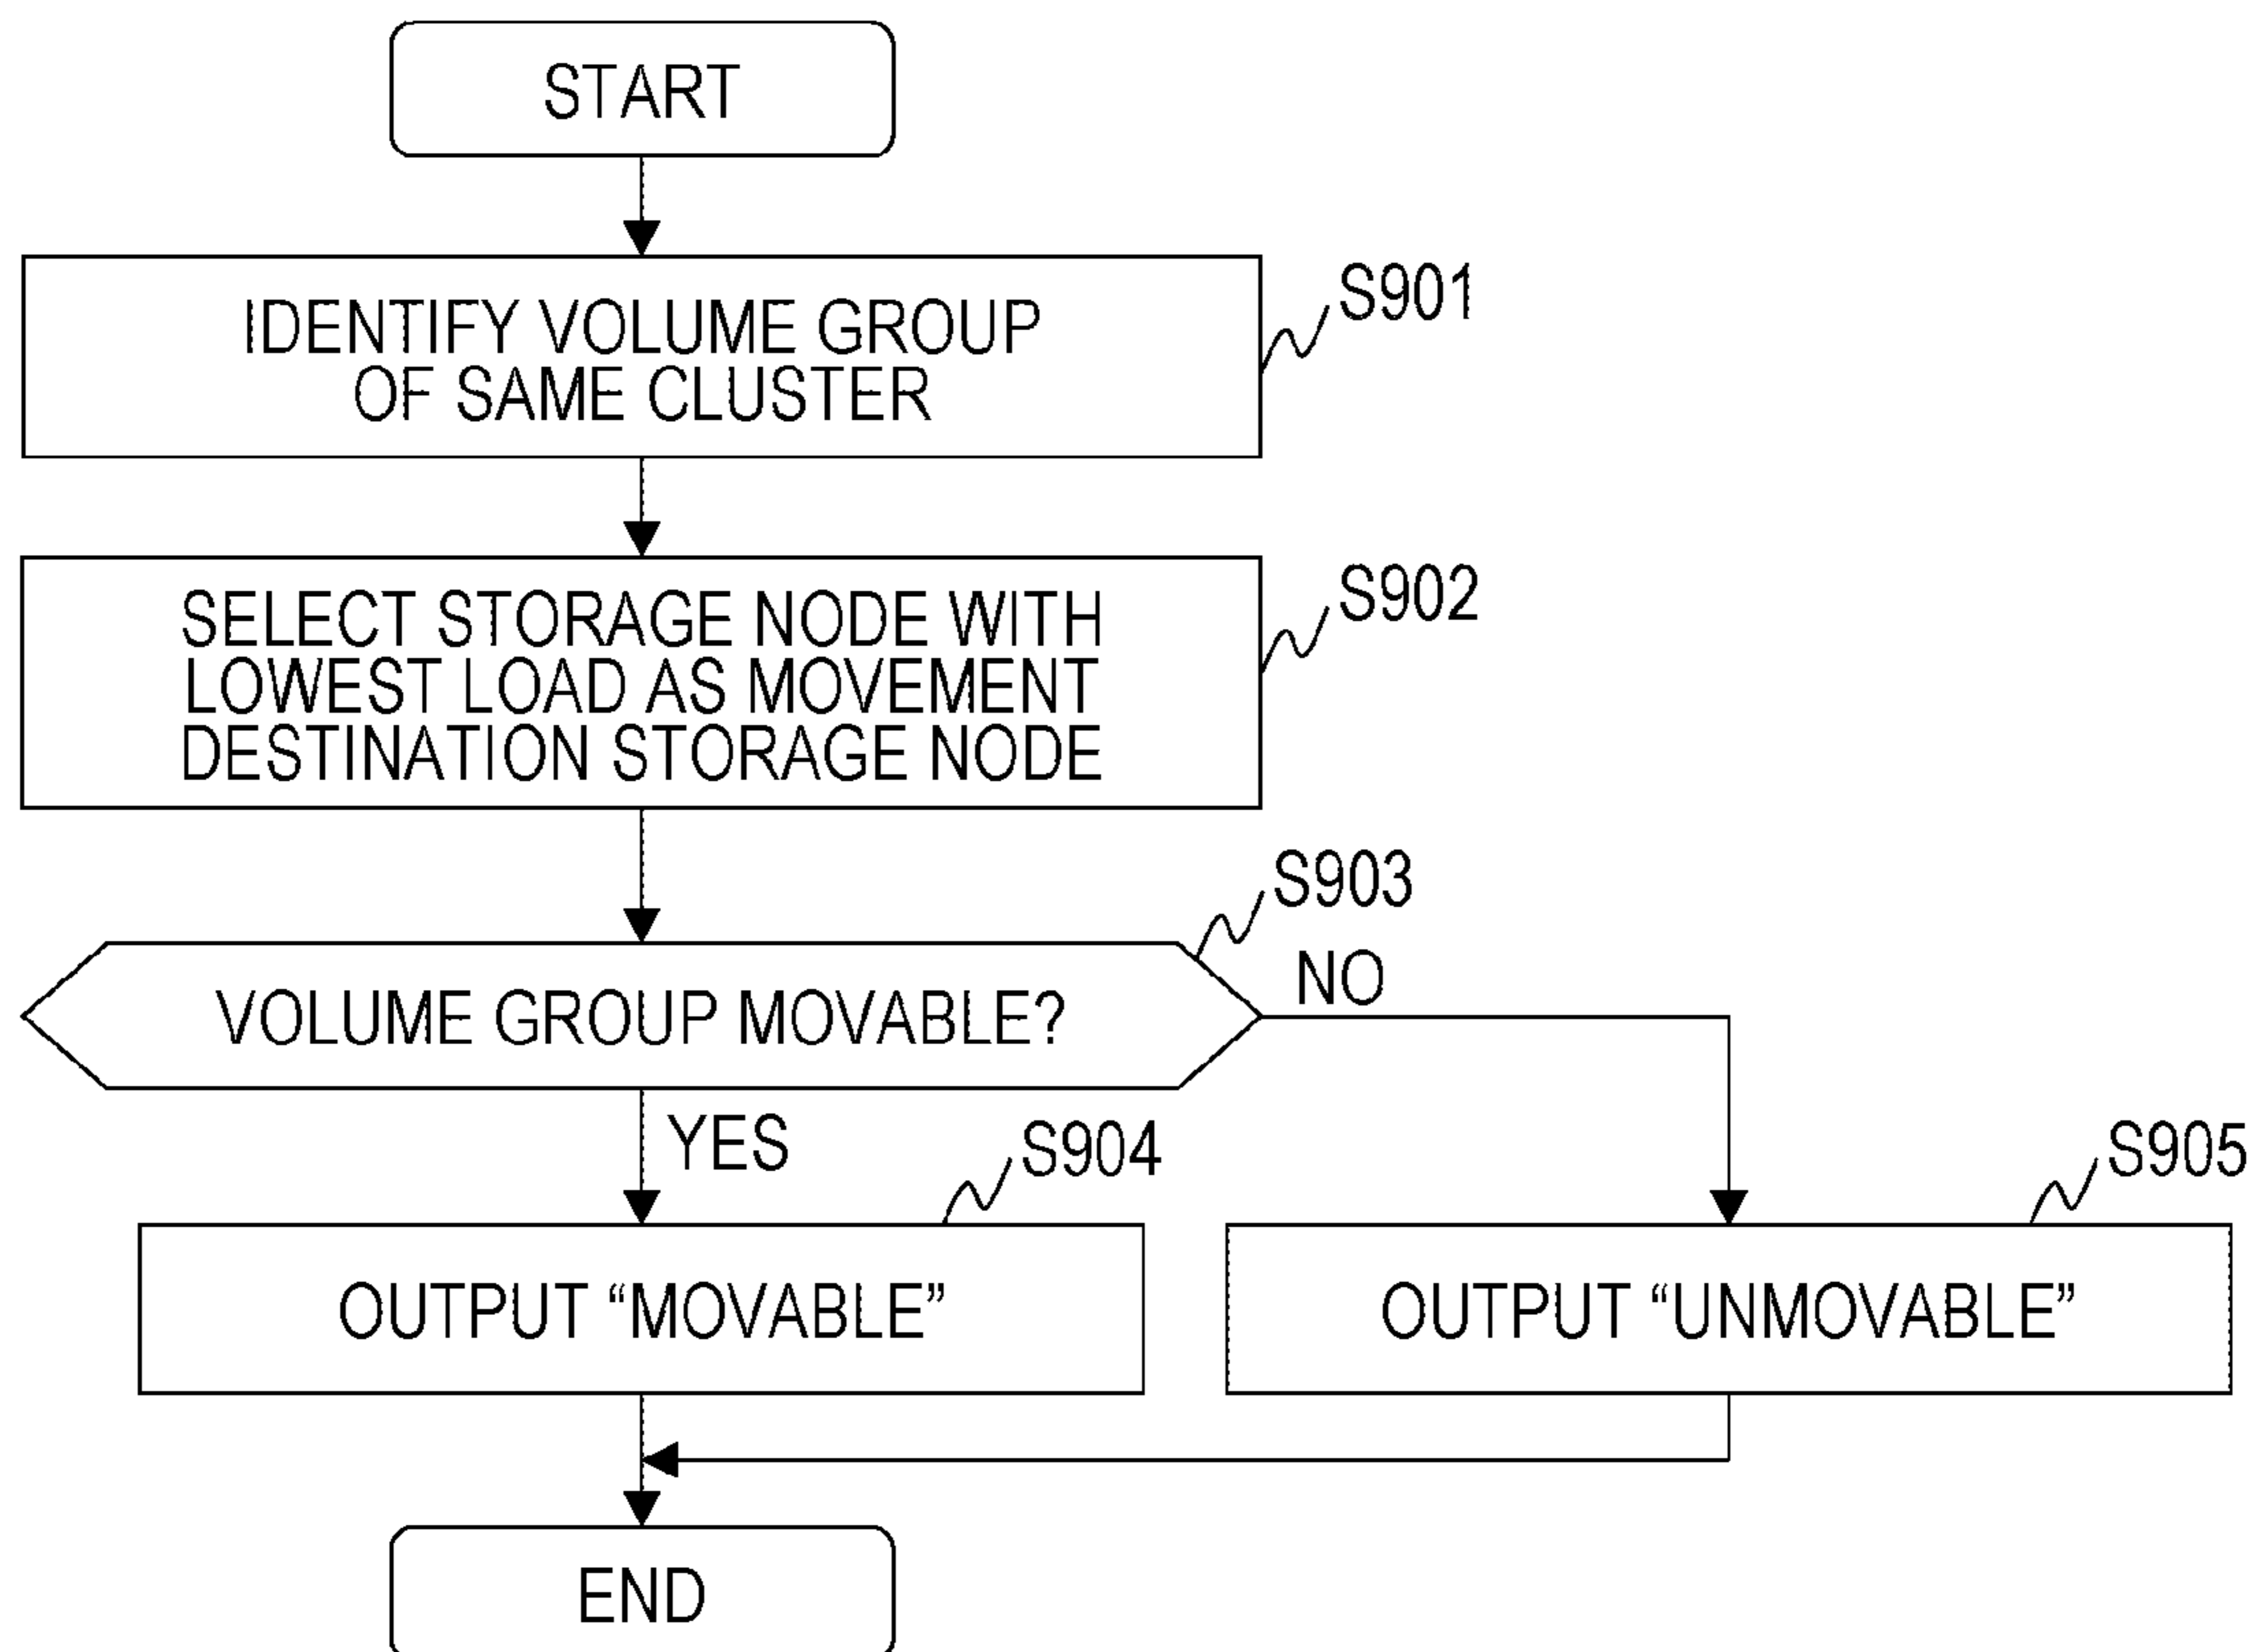 START
IDENTIFY VOLUME GROUP
OF SAME CLUSTER
S901
SELECT STORAGE NODE WITH
LOWEST LOAD AS MOVEMENT
DESTINATION STORAGE NODE
S902
S903
VOLUME GROUP MOVABLE?
NO
YES
S904
S905
OUTPUT “MOVABLE”
OUTPUT “UNMOVABLE”
END